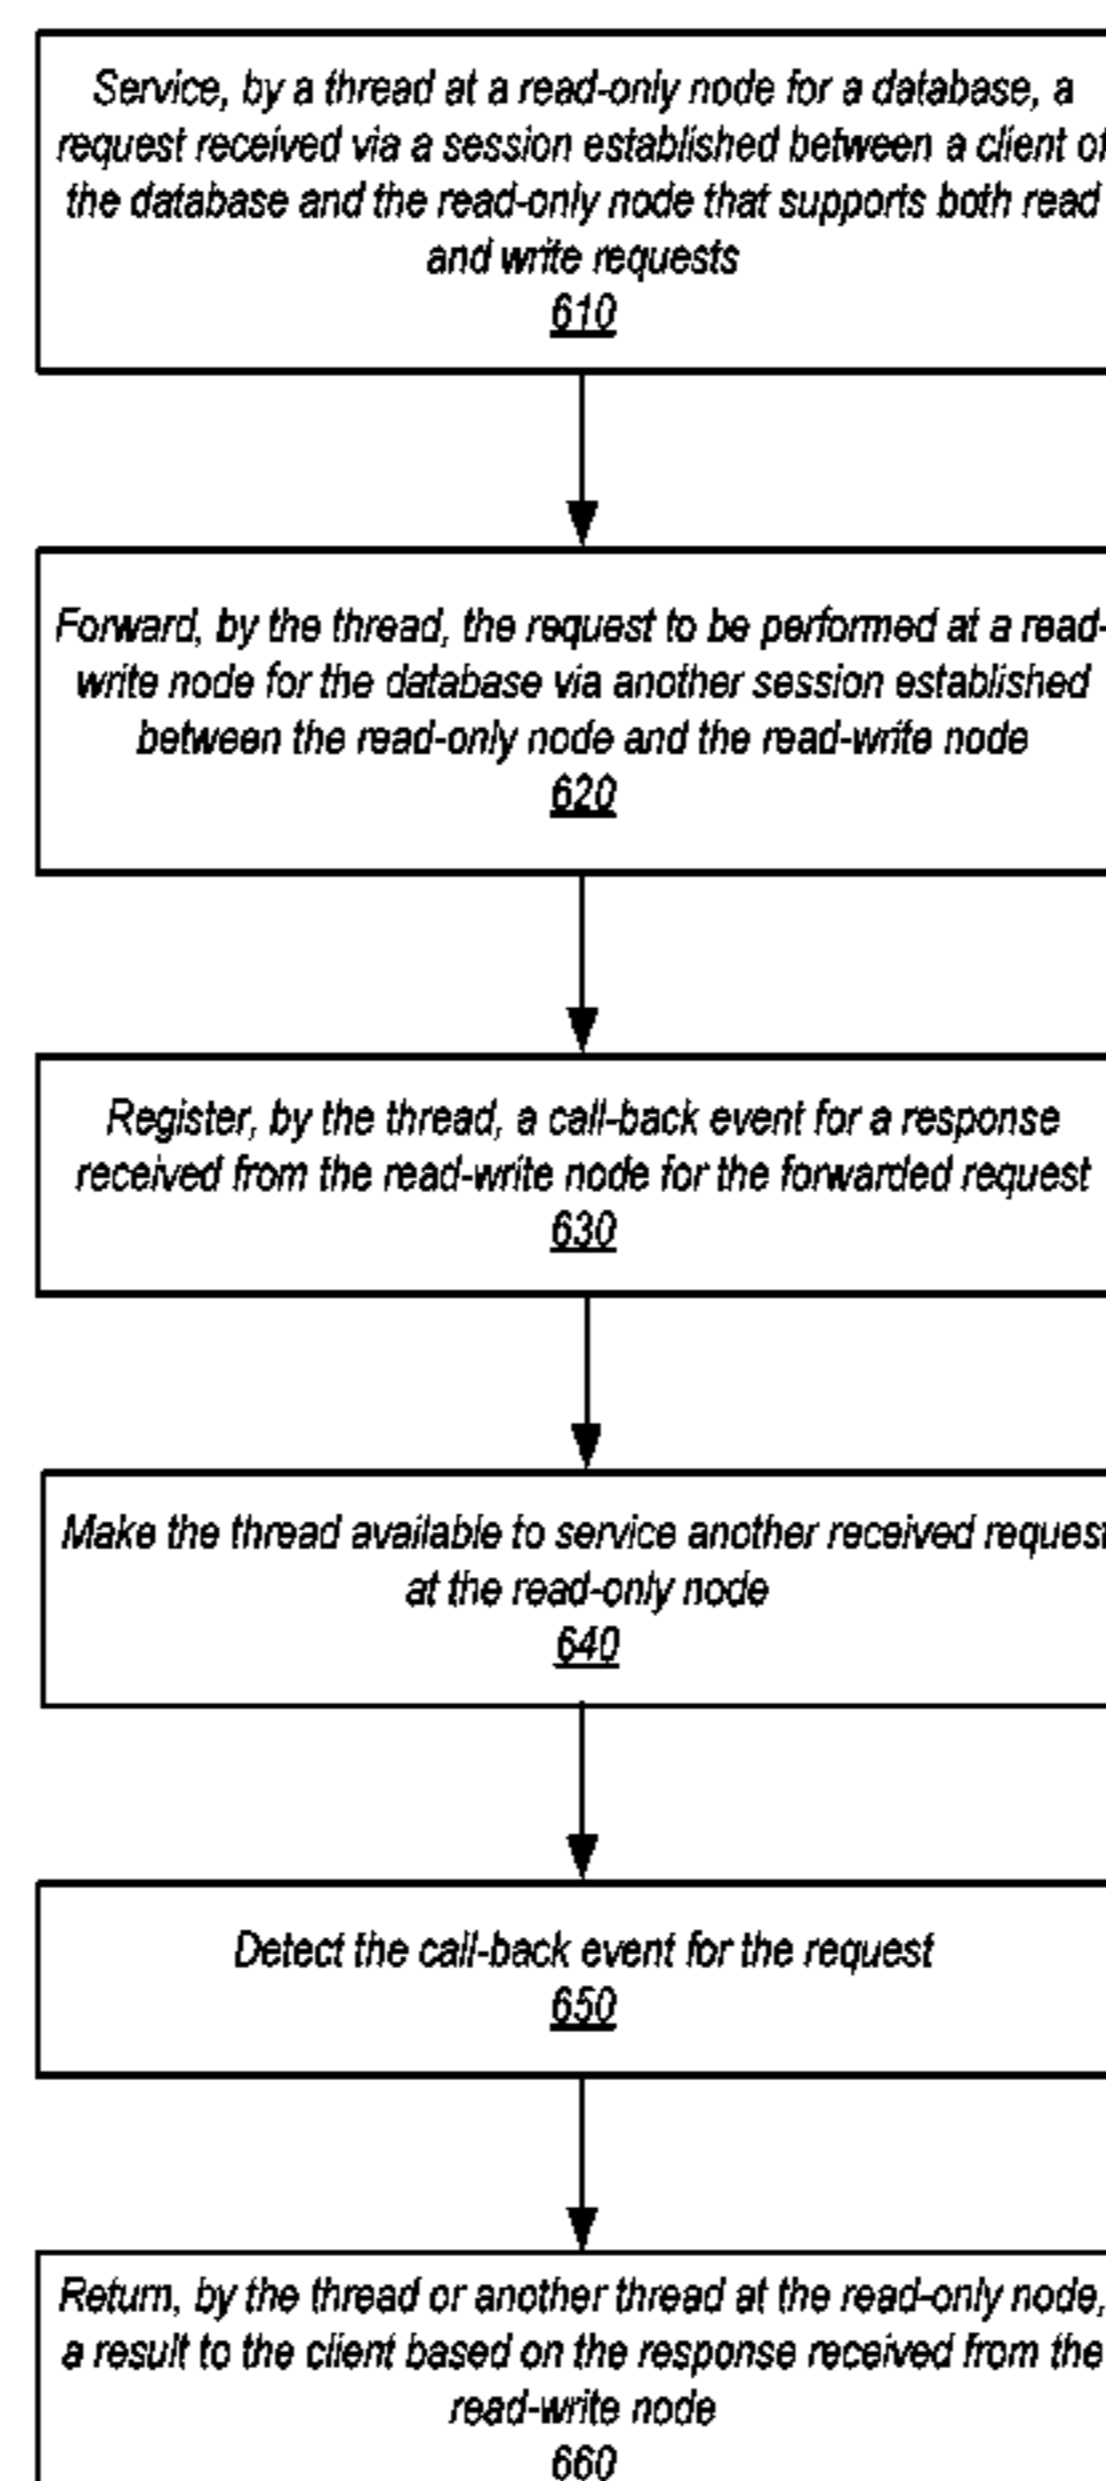 Service, by a thread at a read-only node for a database, a
request received via a session established between a client of
the database and the read-only node that supports both read
and write requests
610
Forward, by the thread, the request to be performed at a read-
write node for the database via another session established
between the read-only node and the read-write node
620
Register, by the thread, a call-back event for a response
received from the read-write node for the forwarded request
630
Make the thread available to service another received request
at the read-only node
640
Detect the call-back event for the request
650
Return, by the thread or another thread at the read-only node,
a result to the client based on the response received from the
read-write node
660